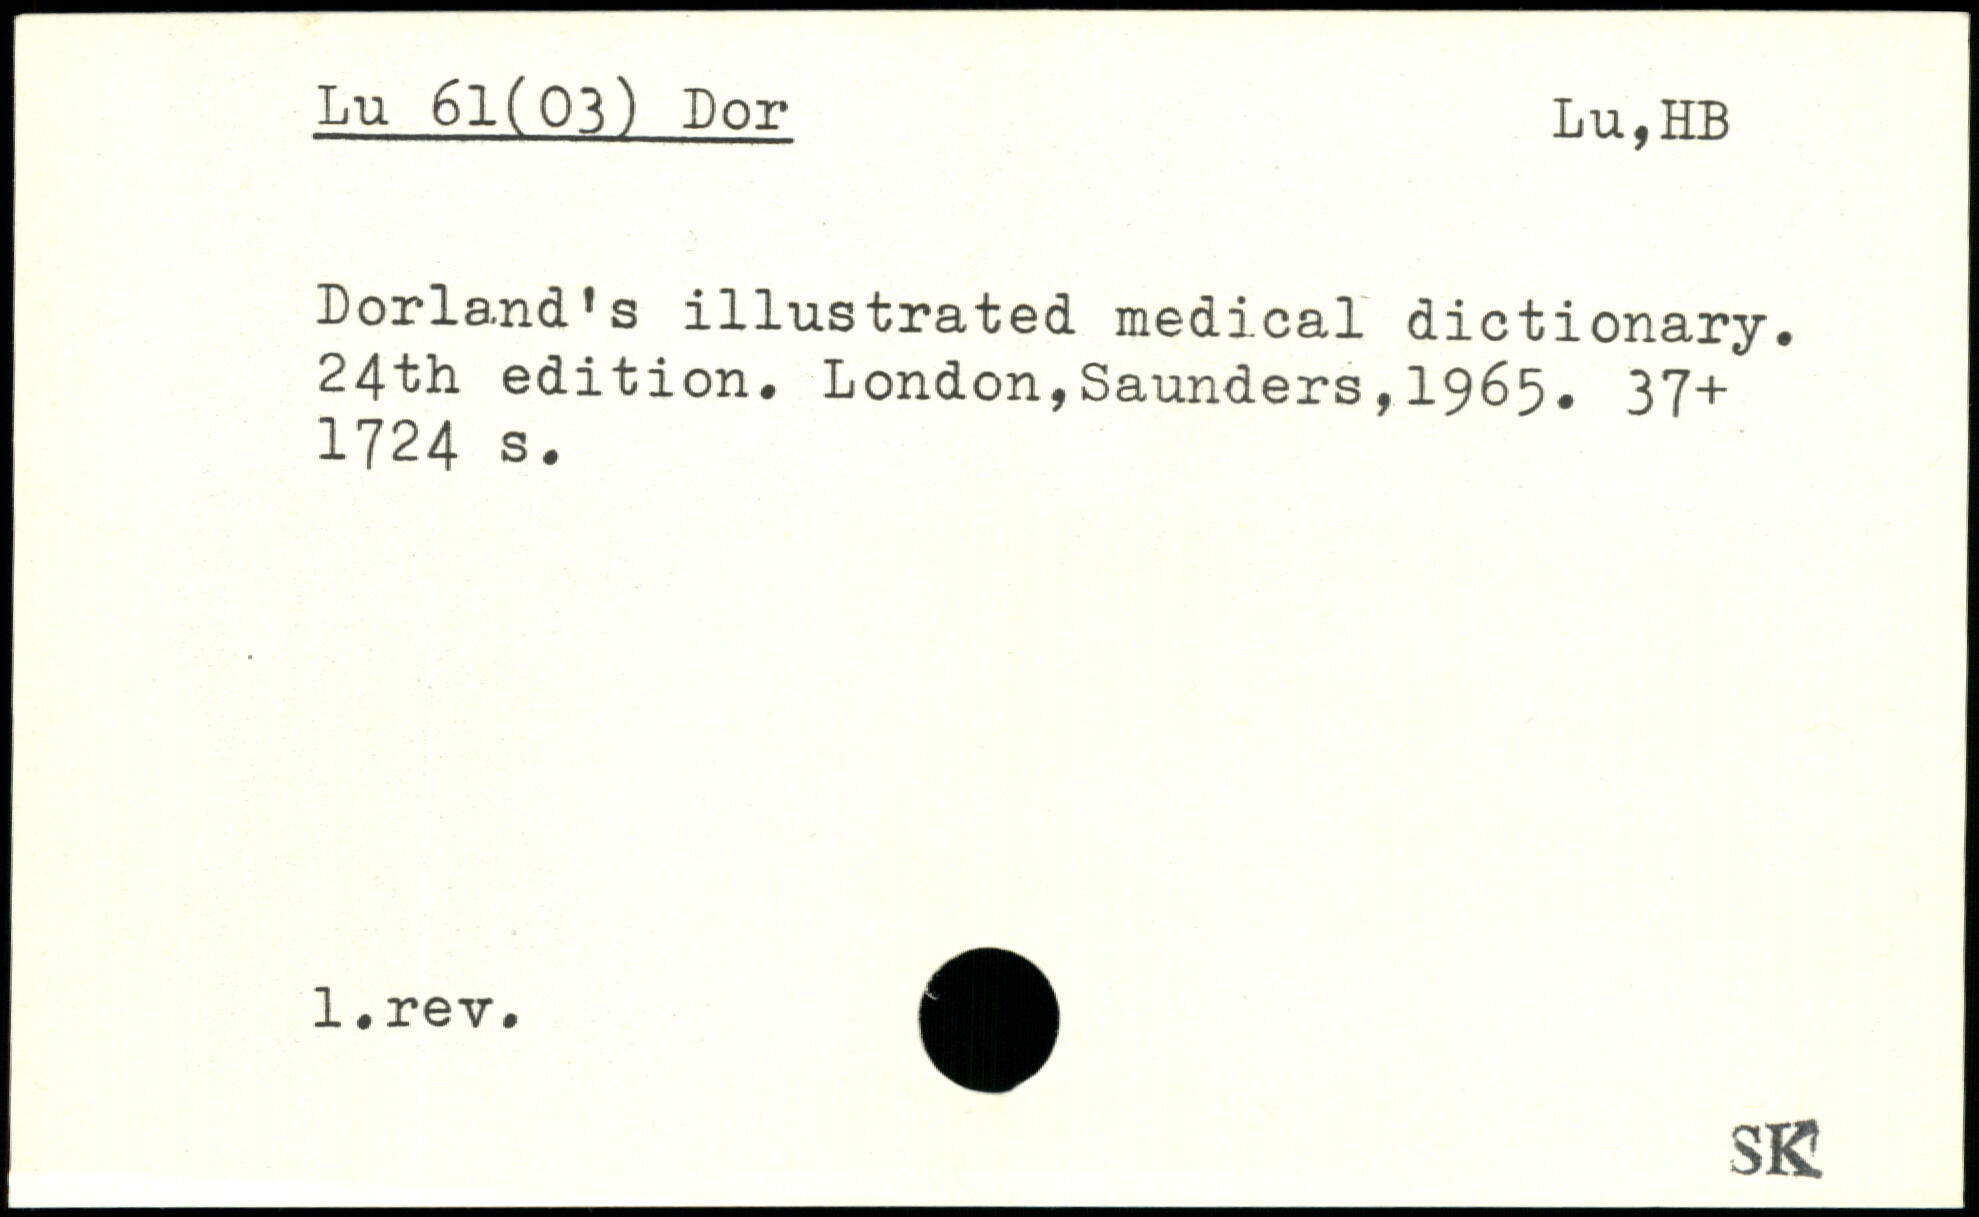 Lu 61(03) Dor
Lu,HB
Dorland's illustrated medical dictionary.
24th edition. London,Saunders,1965. 37+
1724 s.
1.rev.
SK